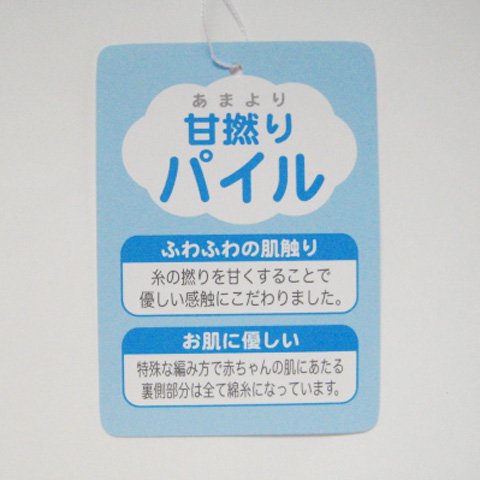 あまより
甘撚り
パイル
ふわふわの肌触り
糸の撚りを甘くすることで
優しい感触にこだわりました。
お肌に優しい
特殊な編み方で赤ちゃんの肌にあたる
裏側部分は全て綿糸になっています。